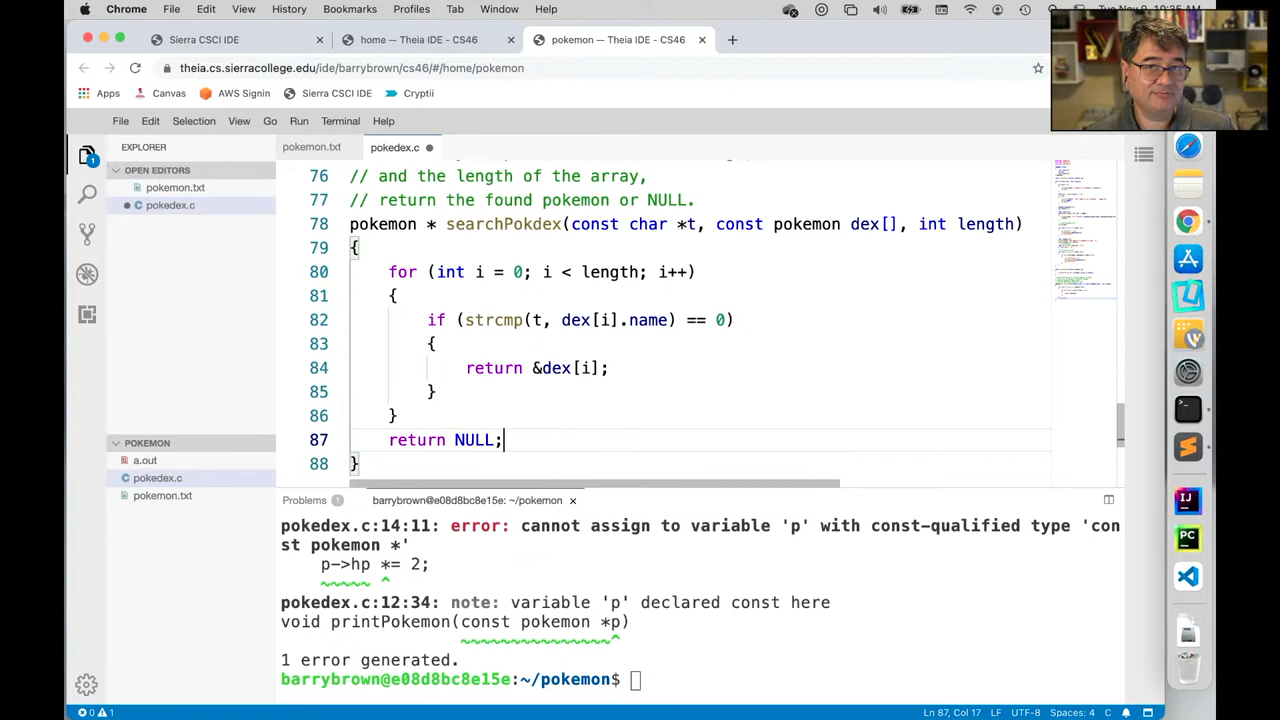 Chrome File Edit View History Bookmarks Profiles Tab Window Help
Sierra CSCI IDE
Theia IDE - CS46
pokemon — Theia IDE - CS46
theia.cs.sierracollege.edu/ide
cs46/#/home/pokemon
Apps Canvas AWS Signin Sierra CSCI IDE Cryptii
File Edit Selection View Go Run Terminal Help
EXPLORER
pokemon.txt
pokedex.c
OPEN EDITORS
pokemon.txt
pokedex.c
POKEMON
a.out
pokedex.c
pokemon.txt
76 and the length of the array,
77 return the found pokemon or NULL.
78 * searchPokdex(const char *t, const pokemon dex[], int length)
79
80 for (int i = 0; i < length; i++)
81
82 if (strcmp(t, dex[i].name) == 0)
83 {
84 return &dex[i];
85 }
86 }
87 return NULL;
88 }
Problems 1
barrybrown@e08d8bc8e15e: ~/pokemon
pokedex.c:14:11: error: cannot assign to variable 'p' with const-qualified type 'con
st pokemon *'
p->hp *= 2;
~~~~~ ^
pokedex.c:12:34: note: variable 'p' declared const here
void printPokemon(const pokemon *p)
~~~~~~~~~~~~~~~^
1 error generated.
barrybrown@e08d8bc8e15e:~/pokemon$
0 1
Ln 87, Col 17 LF UTF-8 Spaces: 4 C